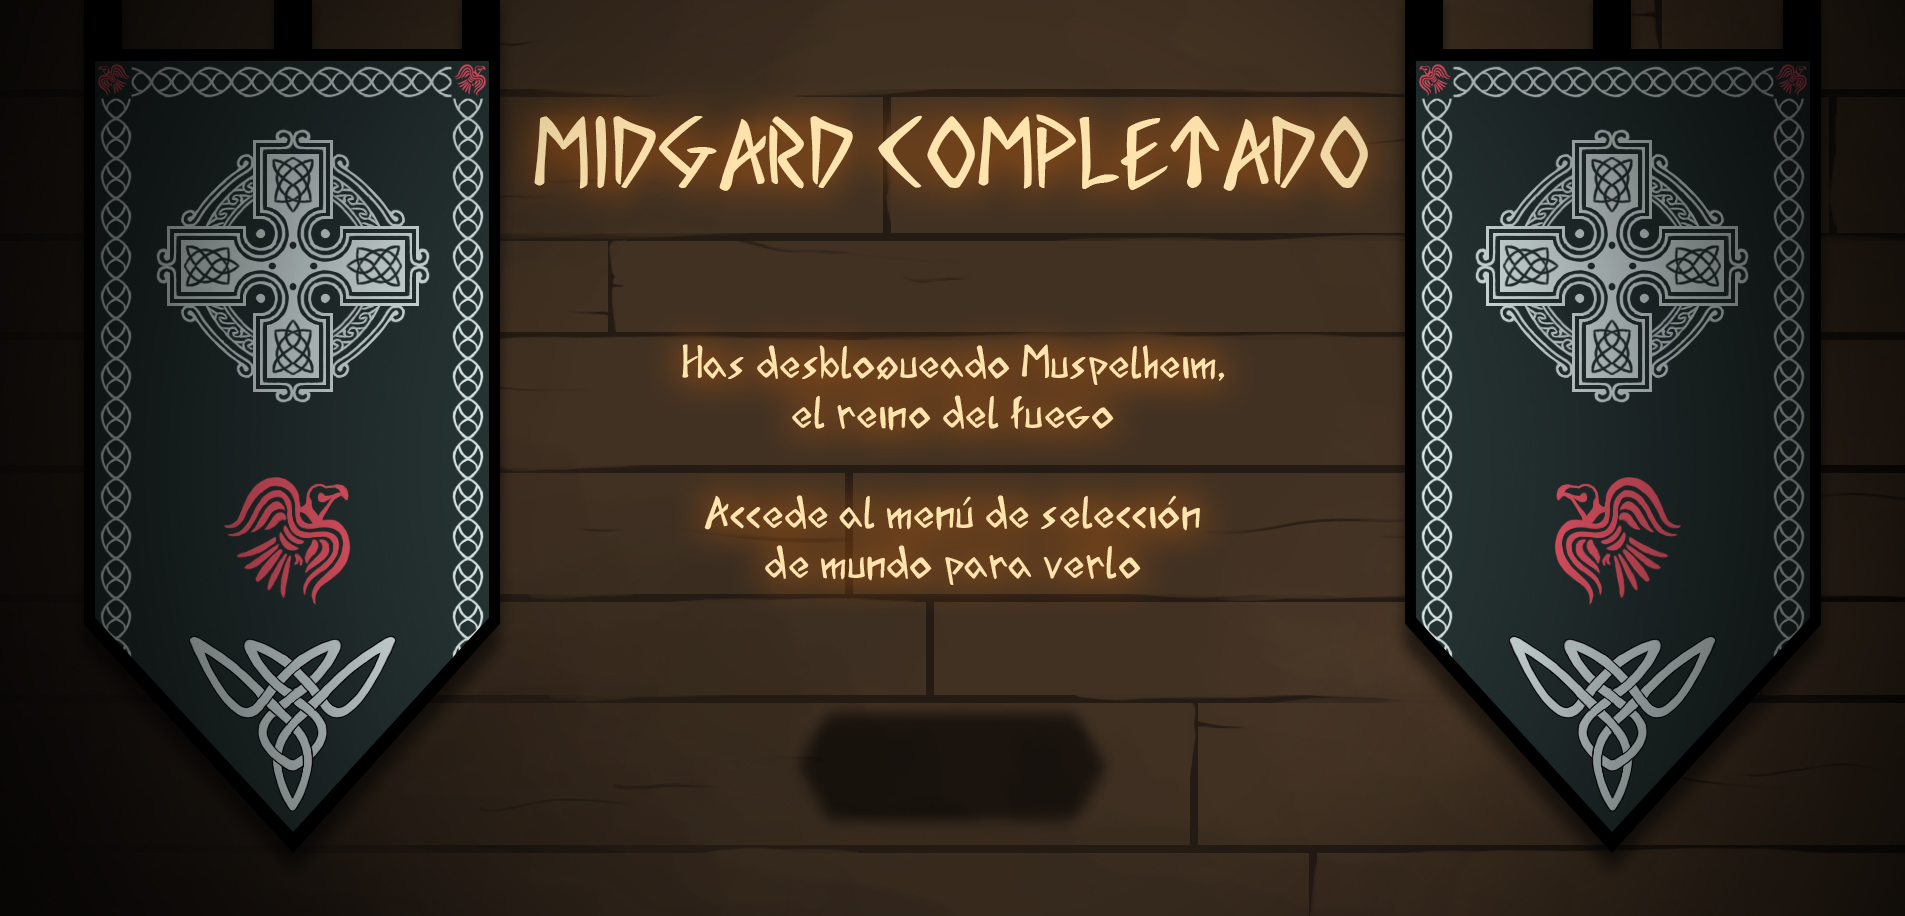 MIDGARD COMPLETADO
Has desbloqueado Muspelheim,
el reino del fuego
Accede al menú de selección
de mundo para verlo